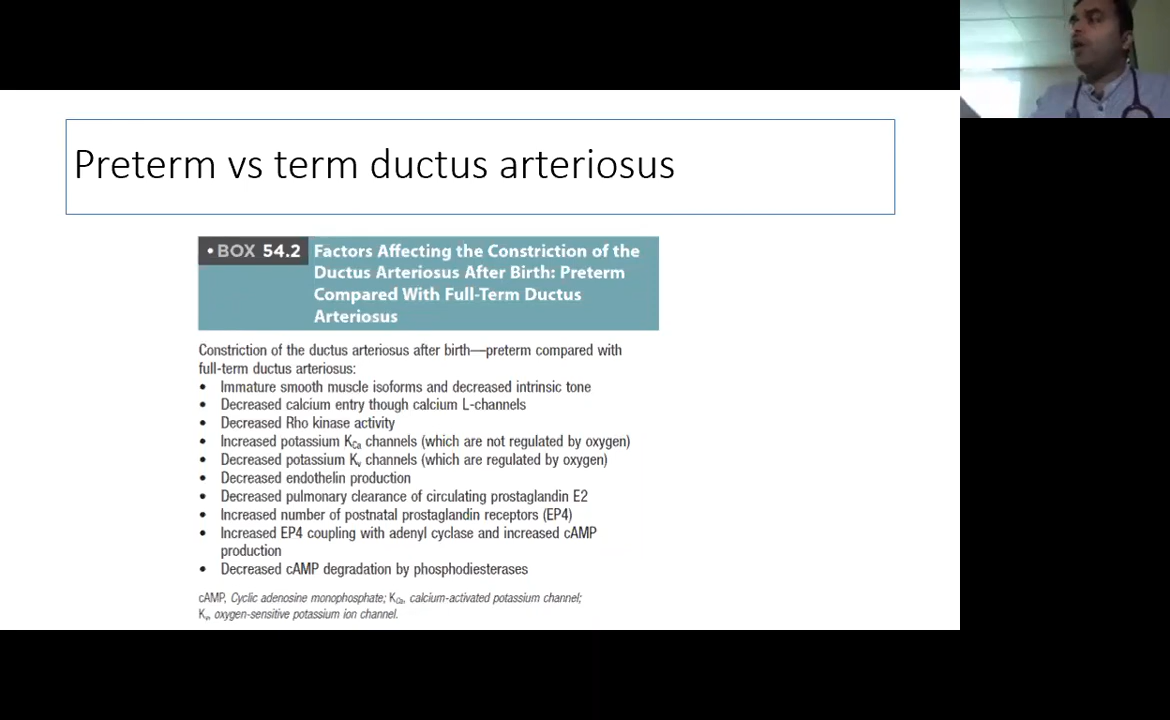 Preterm vs term ductus arteriosus
• BOX 54.2 Factors Affecting the Constriction of the
Ductus Arteriosus After Birth: Preterm
Compared With Full-Term Ductus
Arteriosus
Constriction of the ductus arteriosus after birth—preterm compared with
full-term ductus arteriosus:
• Immature smooth muscle isoforms and decreased intrinsic tone
• Decreased calcium entry though calcium L-channels
• Decreased Rho kinase activity
• Increased potassium KCa channels (which are not regulated by oxygen)
• Decreased potassium Kv channels (which are regulated by oxygen)
• Decreased endothelin production
• Decreased pulmonary clearance of circulating prostaglandin E2
• Increased number of postnatal prostaglandin receptors (EP4)
• Increased EP4 coupling with adenyl cyclase and increased cAMP
production
• Decreased cAMP degradation by phosphodiesterases
cAMP, Cyclic adenosine monophosphate; KCa, calcium-activated potassium channel;
Kv, oxygen-sensitive potassium ion channel.